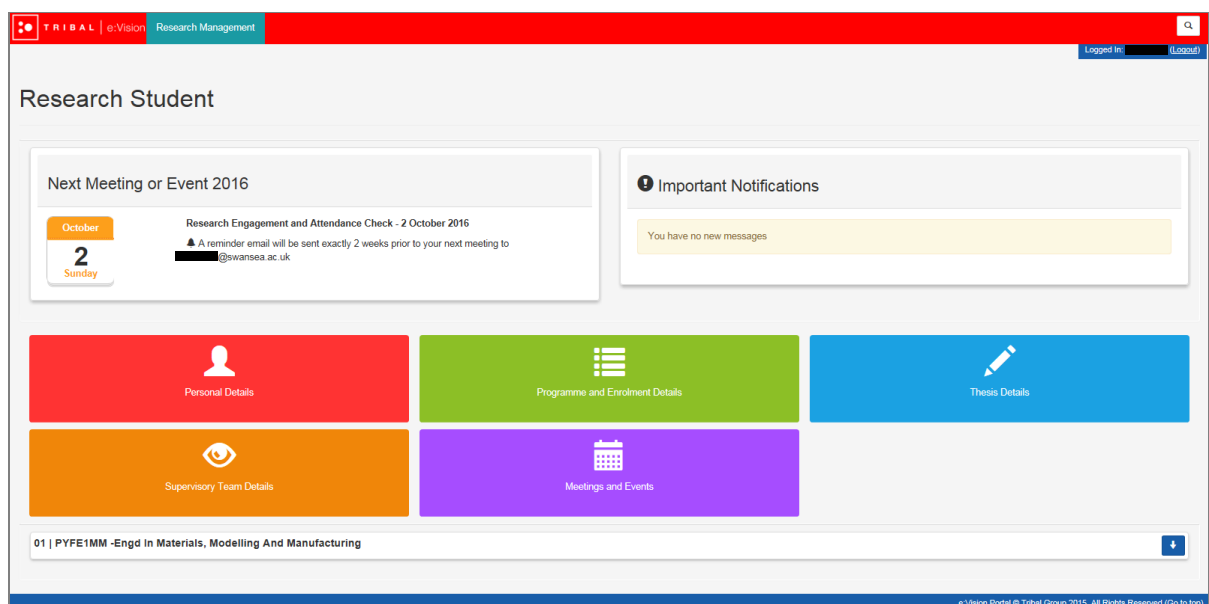 TRIBAL e:Vision Research Management
Logged In: (Logout)
Research Student
Next Meeting or Event 2016
October
2
Sunday
Research Engagement and Attendance Check - 2 October 2016
A reminder email will be sent exactly 2 weeks prior to your next meeting to
@swansea.ac.uk
Important Notifications
You have no new messages
Personal Details
Programme and Enrolment Details
Thesis Details
Supervisory Team Details
Meetings and Events
01 | PYFE1MM -Engd In Materials, Modelling And Manufacturing
e:Vision Portal © Tribal Group 2015. All Rights Reserved (Go to top)